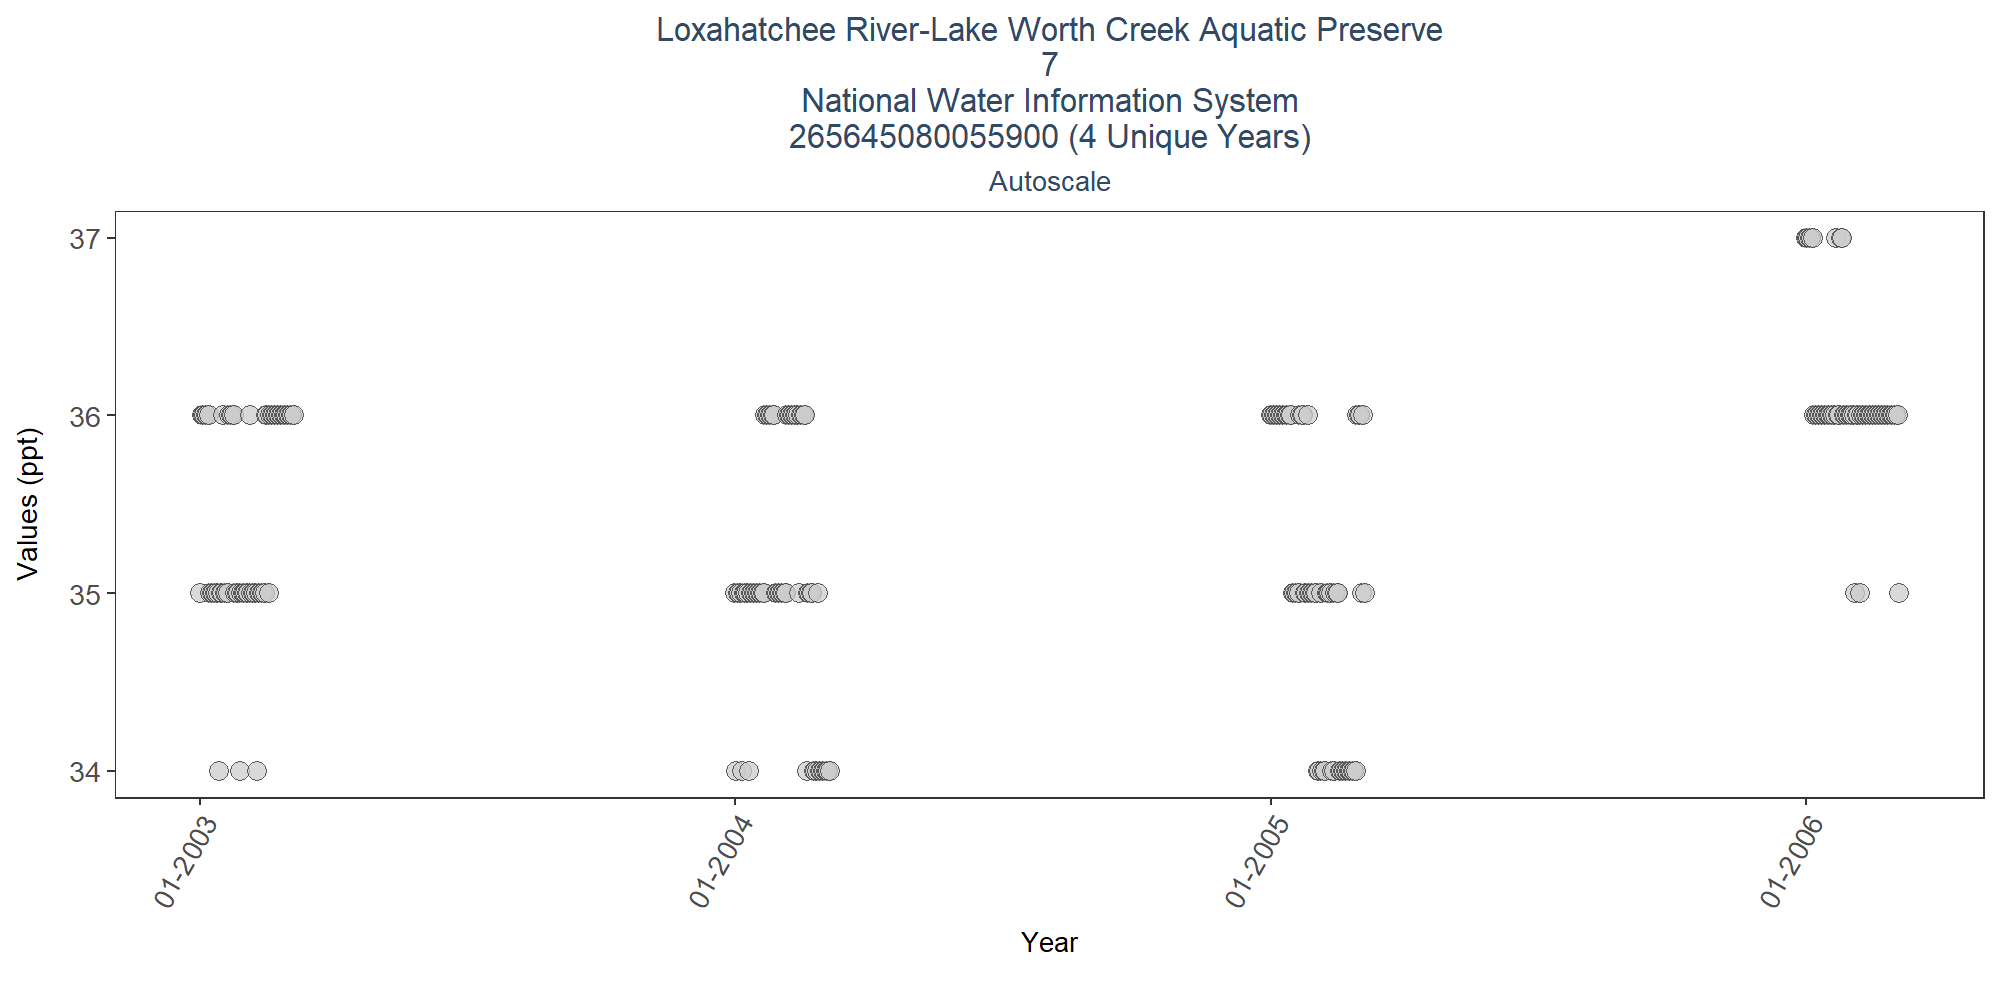 Loxahatchee River-Lake Worth Creek Aquatic Preserve
7
National Water Information System
265645080055900 (4 Unique Years)
Autoscale
37
36
35
34
Values (ppt)
01-2003
01-2004
01-2005
01-2006
Year